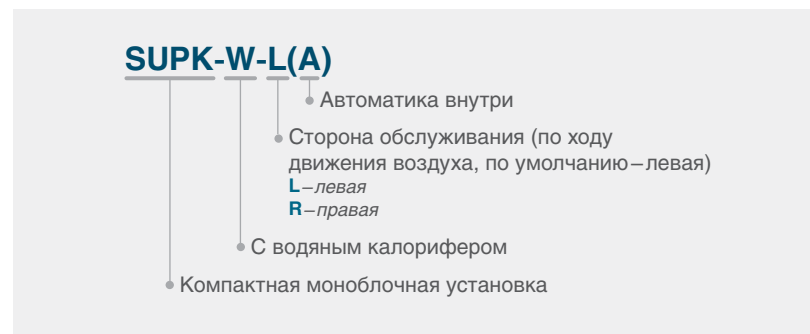 SUPK-W-L(A)
Автоматика внутри
Сторона обслуживания (по ходу
движения воздуха, по умолчанию–левая)
L–левая
R–правая
С водяным калорифером
Компактная моноблочная установка